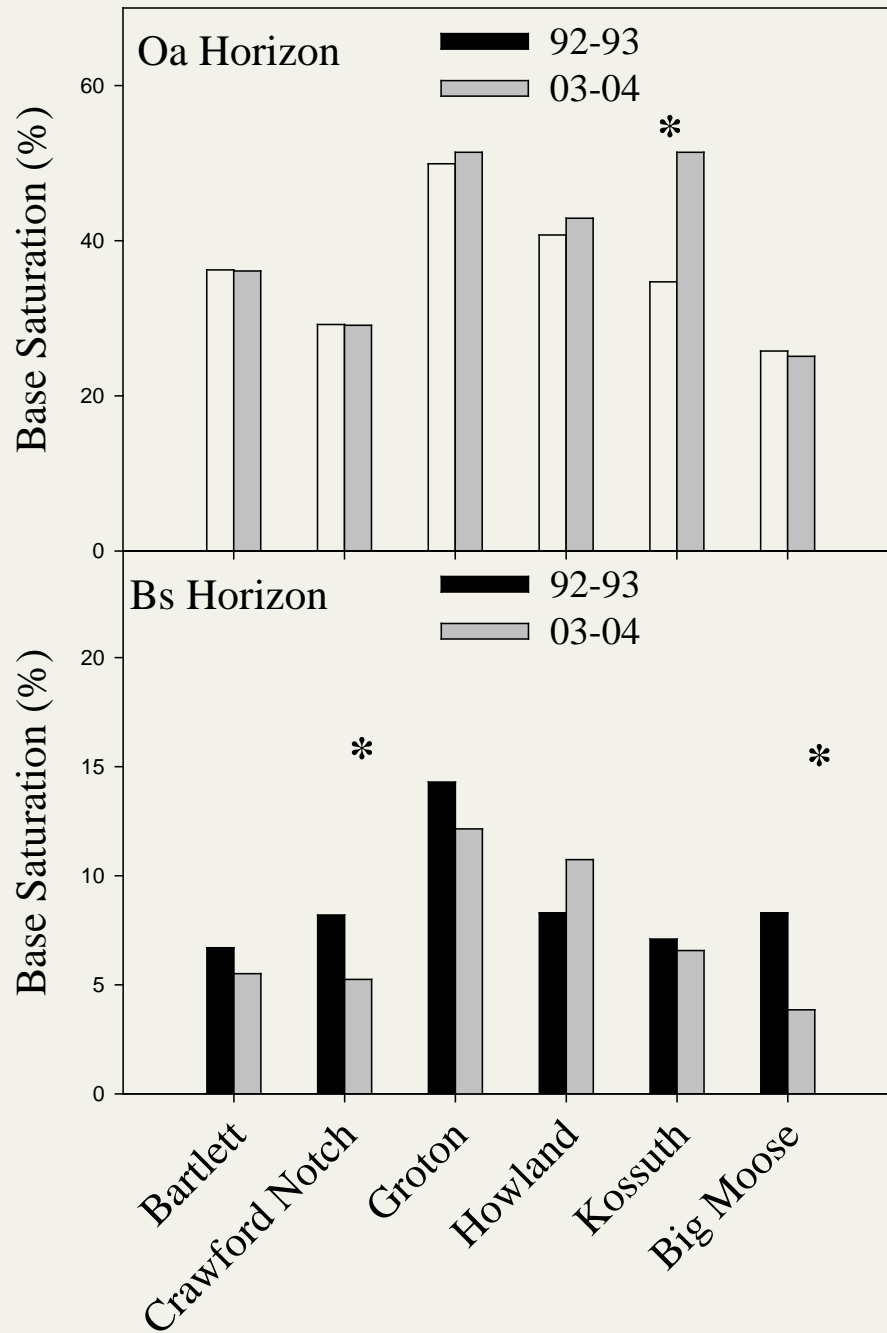 Oa Horizon
92-93
03-04
*
Base Saturation (%)
60
40
20
0
Bs Horizon
92-93
03-04
*
*
Base Saturation (%)
20
15
10
5
0
Bartlett
Crawford Notch
Groton
Howland
Kossuth
Big Moose